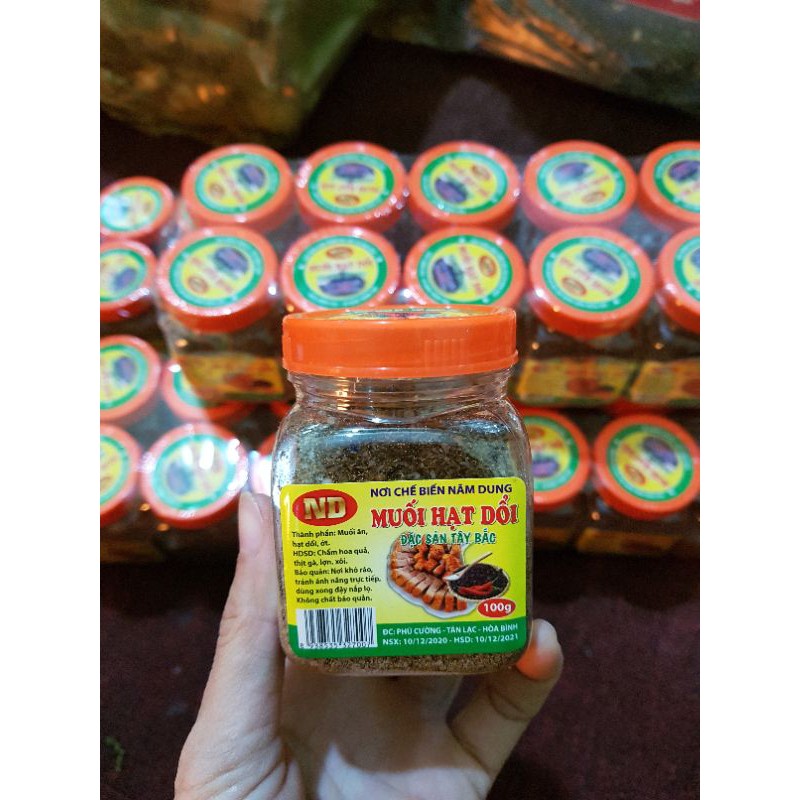 MUỐI HẠT DỔI
ND
NƠI CHẾ BIẾN NĂM DUNG
MUỐI HẠT DỔI
ĐẶC SẢN TÂY BẮC
Thành phần: Muối ăn,
hạt dổi, ớt.
HDSD: Chấm hoa quả,
thịt gà, lợn, xôi.
Bảo quản: Nơi khô ráo,
tránh ánh nắng trực tiếp,
dùng xong đậy nắp lọ.
Không chất bảo quản.
100g
ĐC: PHÚ CƯỜNG - TÂN LẠC - HÒA BÌNH
NSX: 10/12/2020 - HSD: 10/12/2021